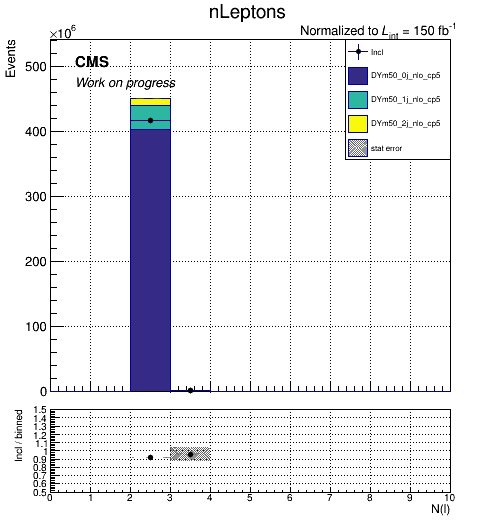 nLeptons
Normalized to L_int = 150 fb^-1
×10^6
Events
CMS
Work on progress
Incl
DYm50_0j_nlo_cp5
DYm50_1j_nlo_cp5
DYm50_2j_nlo_cp5
stat error
500
400
300
200
100
0
Incl / binned
1.5
1.4
1.3
1.2
1.1
1
0.9
0.8
0.7
0.6
0.5
0 1 2 3 4 5 6 7 8 9 10
N(l)